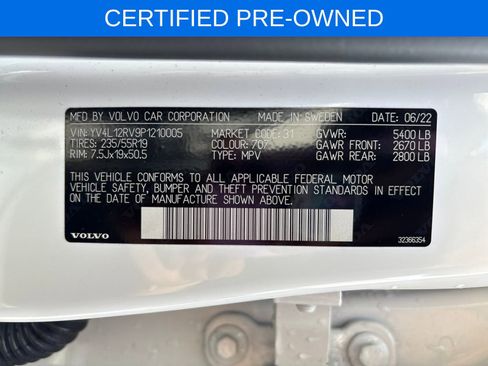 CERTIFIED PRE-OWNED
MFD BY VOLVO CAR CORPORATION MADE IN SWEDEN DATE: 06/22
VIN: YV4L12RV9P1210005 MARKET CODE: 31 GVWR: 5400 LB
TIRES: 235/55R19 COLOUR: 707 GAWR FRONT: 2670 LB
RIM: 7.5Jx19x50.5 TYPE: MPV GAWR REAR: 2800 LB
THIS VEHICLE CONFORMS TO ALL APPLICABLE FEDERAL MOTOR
VEHICLE SAFETY, BUMPER AND THEFT PREVENTION STANDARDS IN EFFECT
ON THE DATE OF MANUFACTURE SHOWN ABOVE.
VOLVO 32366354